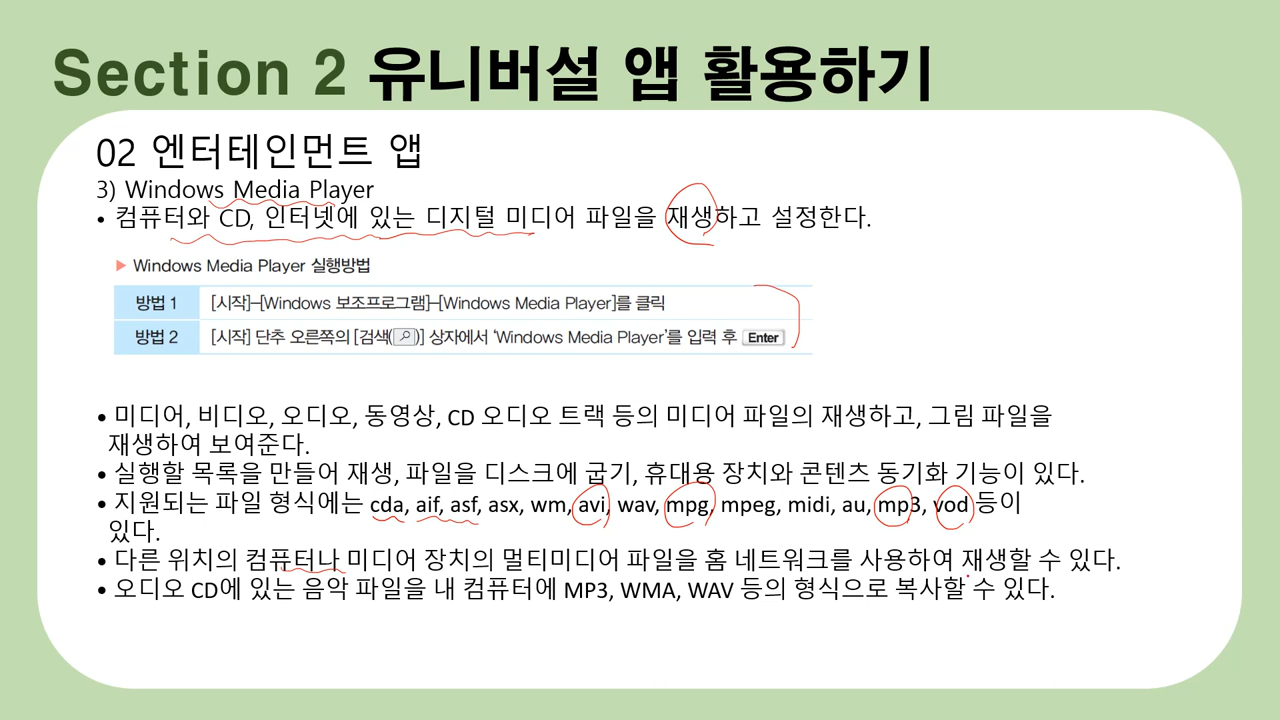 Section 2 유니버설 앱 활용하기
02 엔터테인먼트 앱
3) Windows Media Player
• 컴퓨터와 CD, 인터넷에 있는 디지털 미디어 파일을 재생하고 설정한다.
▶ Windows Media Player 실행방법
방법 1 [시작]-[Windows 보조프로그램]-[Windows Media Player]를 클릭
방법 2 [시작] 단추 오른쪽의 [검색( )] 상자에서 'Windows Media Player'를 입력 후 Enter
• 미디어, 비디오, 오디오, 동영상, CD 오디오 트랙 등의 미디어 파일의 재생하고, 그림 파일을
재생하여 보여준다.
• 실행할 목록을 만들어 재생, 파일을 디스크에 굽기, 휴대용 장치와 콘텐츠 동기화 기능이 있다.
• 지원되는 파일 형식에는 cda, aif, asf, asx, wm, avi, wav, mpg, mpeg, midi, au, mp3, vod 등이
있다.
• 다른 위치의 컴퓨터나 미디어 장치의 멀티미디어 파일을 홈 네트워크를 사용하여 재생할 수 있다.
• 오디오 CD에 있는 음악 파일을 내 컴퓨터에 MP3, WMA, WAV 등의 형식으로 복사할 수 있다.